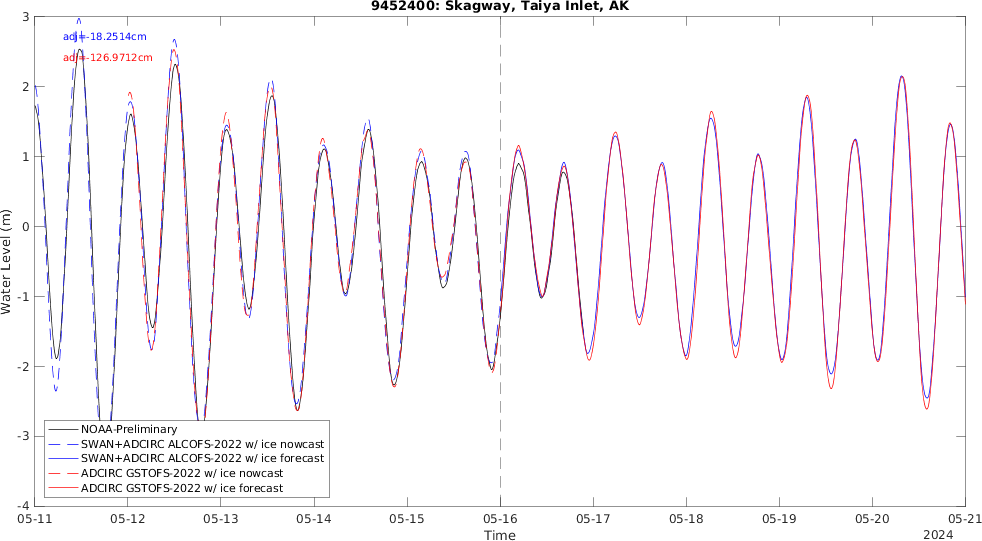 9452400: Skagway, Taiya Inlet, AK
adj=-18.2514cm
adj=-126.9712cm
Water Level (m)
3
2
1
0
-1
-2
-3
-4
NOAA-Preliminary
SWAN+ADCIRC ALCOFS-2022 w/ ice nowcast
SWAN+ADCIRC ALCOFS-2022 w/ ice forecast
ADCIRC GSTOFS-2022 w/ ice nowcast
ADCIRC GSTOFS-2022 w/ ice forecast
05-11 05-12 05-13 05-14 05-15 05-16 05-17 05-18 05-19 05-20 05-21
Time
2024